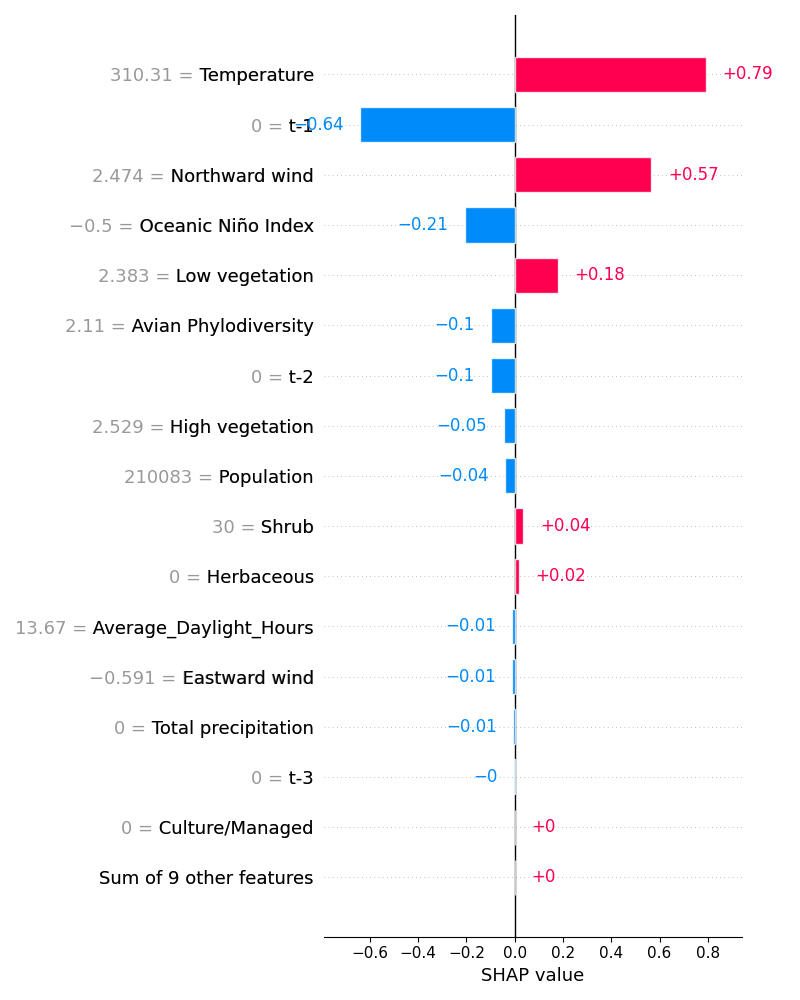 310.31 = Temperature +0.79
0 = t-1 −0.64
2.474 = Northward wind +0.57
−0.5 = Oceanic Niño Index −0.21
2.383 = Low vegetation +0.18
2.11 = Avian Phylodiversity −0.1
0 = t-2 −0.1
2.529 = High vegetation −0.05
210083 = Population −0.04
30 = Shrub +0.04
0 = Herbaceous +0.02
13.67 = Average_Daylight_Hours −0.01
−0.591 = Eastward wind −0.01
0 = Total precipitation −0.01
0 = t-3 −0
0 = Culture/Managed +0
Sum of 9 other features +0
−0.6 −0.4 −0.2 0.0 0.2 0.4 0.6 0.8
SHAP value